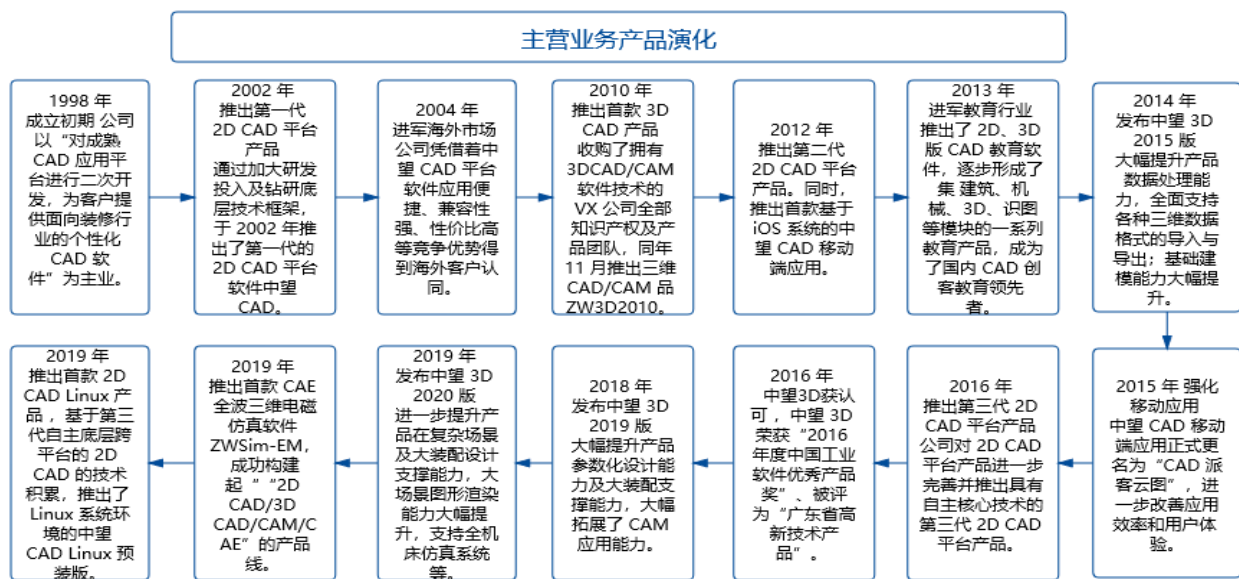 主营业务产品演化
1998 年
成立初期 公司
以“对成熟
CAD 应用平
台进行二次开
发，为客户提
供面向装修行
业的个性化
CAD 软
件”为主业。
2002 年
推出第一代
2D CAD 平台
产品
通过加大研发
投入及钻研底
层技术框架，
于 2002 年推
出了第一代的
2D CAD 平台
软件中望
CAD。
2004 年
进军海外市场
公司凭借着中
望 CAD 平台
软件应用便
捷、兼容性
强、性价比高
等竞争优势得
到海外客户认
同。
2010 年
推出首款 3D
CAD 产品
收购了拥有
3DCAD/CAM
软件技术的
VX 公司全部
知识产权及产
品团队，同年
11 月推出三维
CAD/CAM 品
ZW3D2010。
2012 年
推出第二代
2D CAD 平台
产品。同时，
推出首款基于
iOS 系统的中
望 CAD 移动
端应用。
2013 年
进军教育行业
推出了 2D、3D
版 CAD 教育软
件，逐步形成了
集 建筑、机
械、3D、识图
等模块的一系列
教育产品，成为
了国内 CAD 创
客教育领先
者。
2014 年
发布中望 3D
2015 版
大幅提升产品
数据处理能
力，全面支持
各种三维数据
格式的导入与
导出；基础建
模能力大幅提
升。
2015 年 强化
移动应用
中望 CAD 移动
端应用正式更
名为“CAD 派
客云图”，进
一步改善应用
效率和用户体
验。
2016 年
推出第三代 2D
CAD 平台产品
公司对 2D CAD
平台产品进一步
完善并推出具有
自主核心技术的
第三代 2D CAD
平台产品。
2016 年
中望3D获认
可，中望 3D
荣获“2016
年度中国工业
软件优秀产品
奖”、被评
为“广东省高
新技术产
品”。
2018 年
发布中望 3D
2019 版
大幅提升产品
参数化设计能
力及大装配支
撑能力，大幅
拓展了 CAM
应用能力。
2019 年
发布中望 3D
2020 版
进一步提升产
品在复杂场景
及大装配设计
支撑能力，大
场景图形渲染
能力大幅提
升，支持全机
床仿真系统
等。
2019 年
推出首款 CAE
全波三维电磁
仿真软件
ZWSim-EM，
成功构建
起“ “2D
CAD/3D
CAD/CAM/C
AE”的产品
线。
2019 年
推出首款 2D
CAD Linux 产
品，基于第三
代自主底层跨
平台的 2D
CAD 的技术
积累，推出了
Linux 系统环
境的中望
CAD Linux 预
装版。